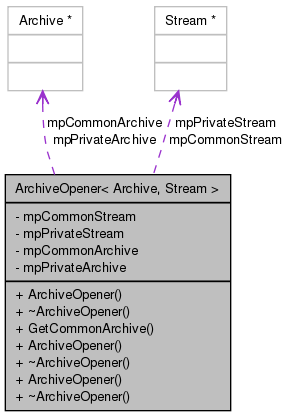 Archive *
Stream *
mpCommonArchive
mpPrivateArchive
mpPrivateStream
mpCommonStream
ArchiveOpener< Archive, Stream >
- mpCommonStream
- mpPrivateStream
- mpCommonArchive
- mpPrivateArchive
+ ArchiveOpener()
+ ~ArchiveOpener()
+ GetCommonArchive()
+ ArchiveOpener()
+ ~ArchiveOpener()
+ ArchiveOpener()
+ ~ArchiveOpener()